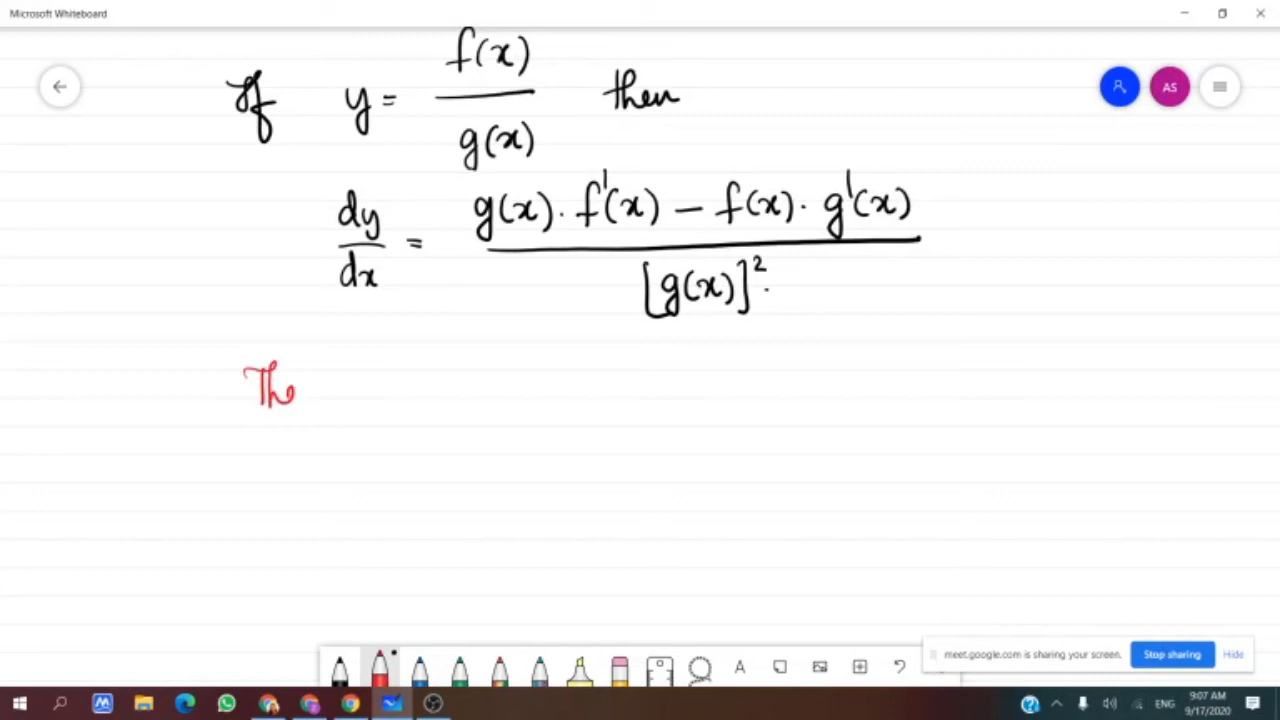 Microsoft Whiteboard
If y = f(x) / g(x) then
AS
dy/dx = g(x) · f'(x) − f(x) · g'(x) / [g(x)]² .
The
A
meet.google.com is sharing your screen. Stop sharing Hide
ENG 9:07 AM
9/17/2020